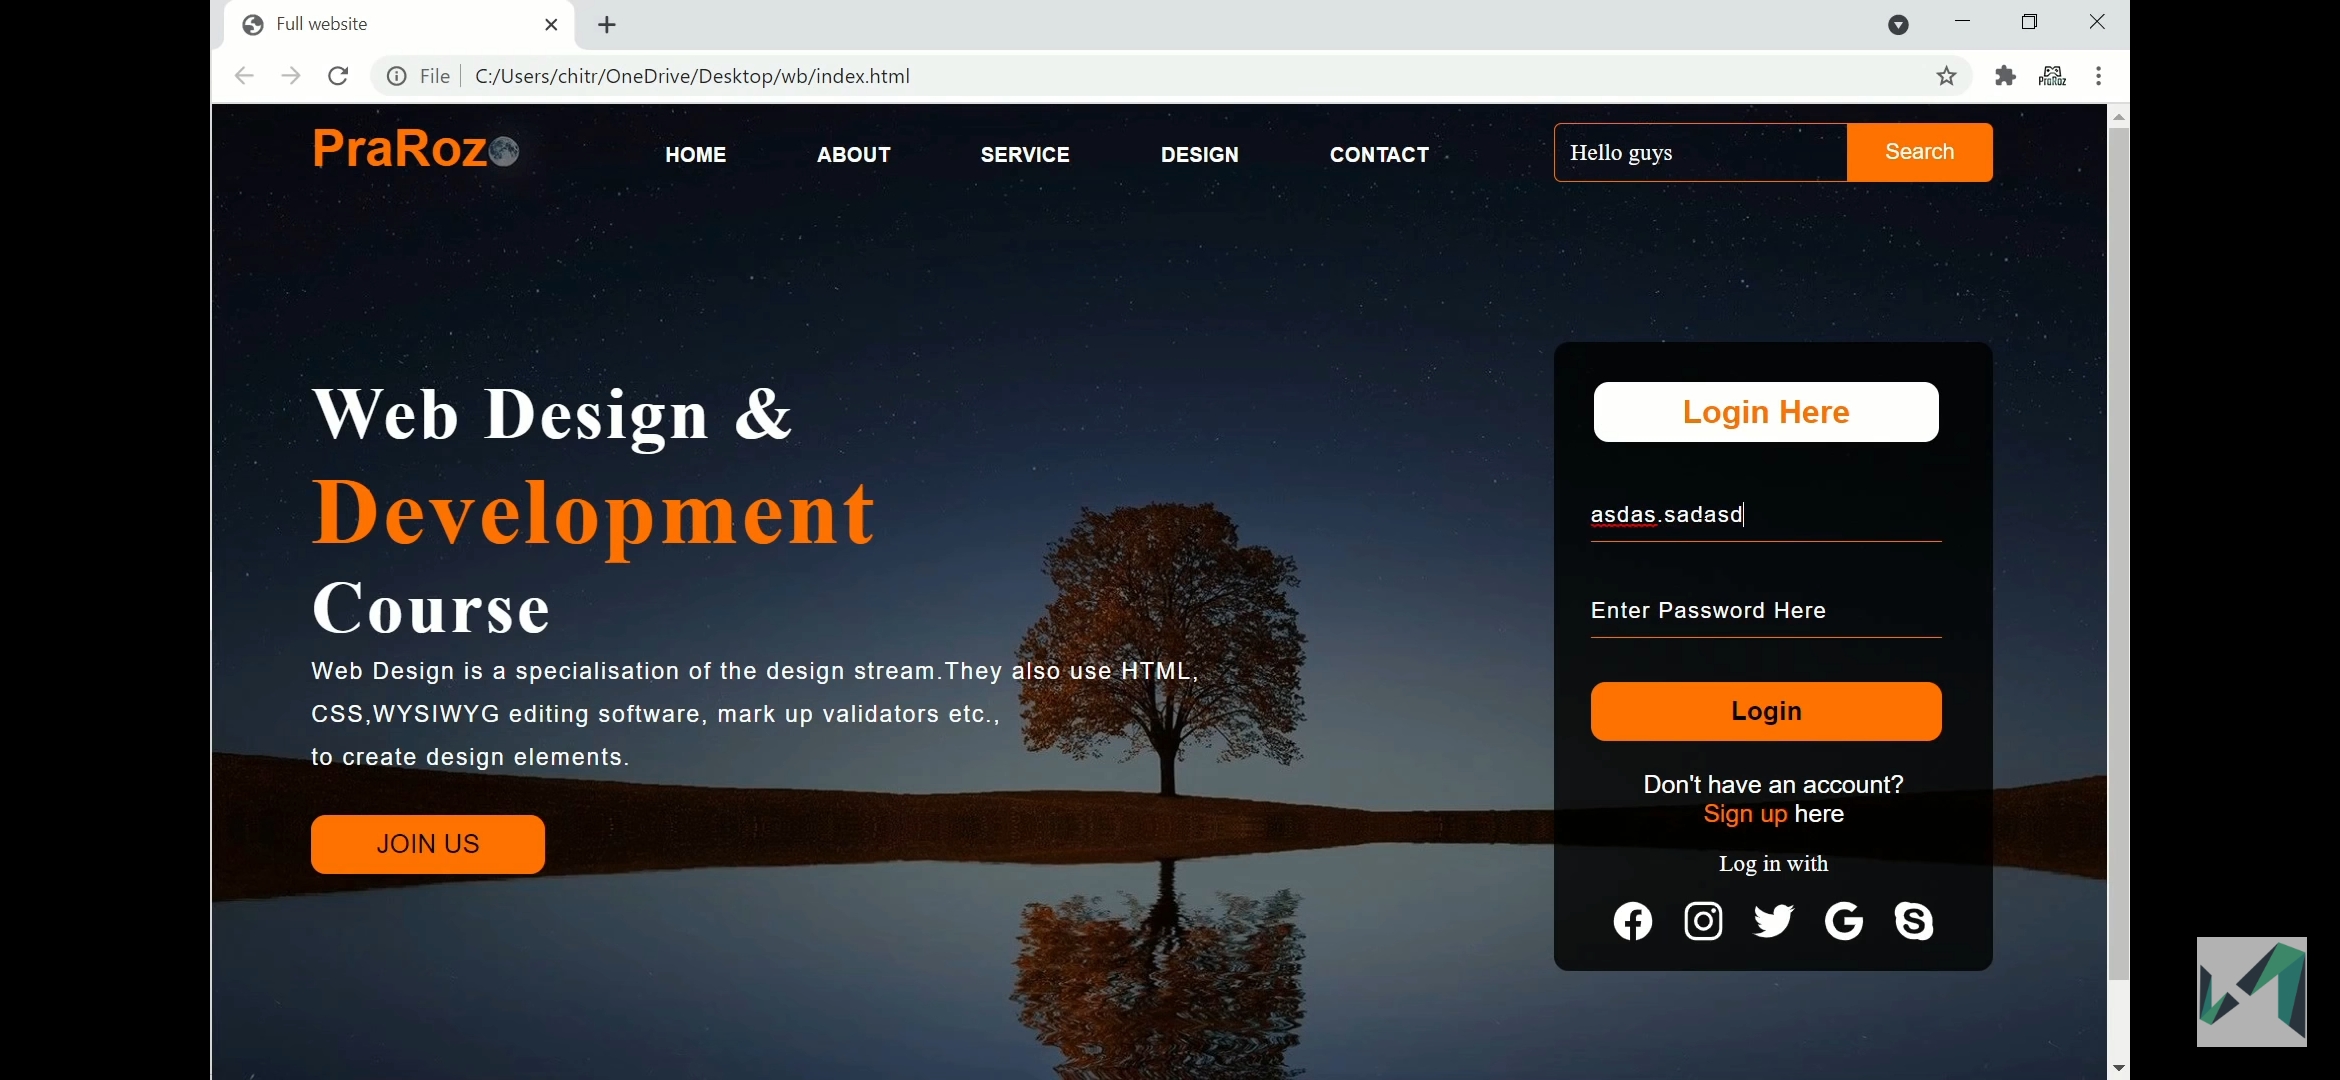 Full website
File C:/Users/chitr/OneDrive/Desktop/wb/index.html
ProRoz
PraRoz
HOME ABOUT SERVICE DESIGN CONTACT
Hello guys Search
Web Design &
Development
Course
Web Design is a specialisation of the design stream.They also use HTML,
CSS,WYSIWYG editing software, mark up validators etc.,
to create design elements.
JOIN US
Login Here
asdas.sadasd
Enter Password Here
Login
Don't have an account?
Sign up here
Log in with